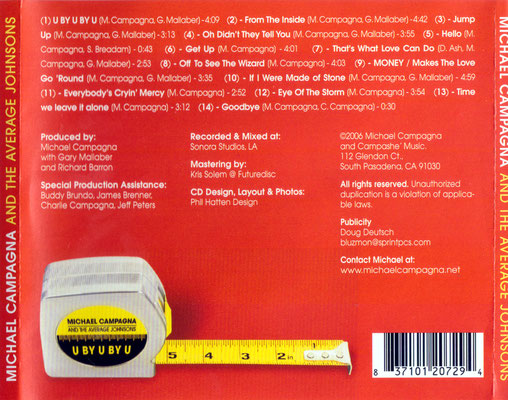 MICHAEL CAMPAGNA AND THE AVERAGE JOHNSONS
(1) U BY U BY U (M. Campagna, G. Mallaber) -4:09 (2) - From The Inside (M. Campagna, G. Mallaber) -4:42 (3) - Jump
Up (M. Campagna, G. Mallaber) - 3:13 (4) - Oh Didn't They Tell You (M. Campagna, G. Mallaber) - 3:55 (5) - Hello (M.
Campagna, S. Breadam) - 0:43 (6) - Get Up (M. Campagna) - 4:01 (7) - That's What Love Can Do (D. Ash, M.
Campagna, G. Mallaber) - 2:53 (8) - Off To See The Wizard (M. Campagna) - 4:03 (9) - MONEY / Makes The Love
Go 'Round (M. Campagna, G. Mallaber) - 3:35 (10) - If I Were Made of Stone (M. Campagna, G. Mallaber) - 4:59
(11) - Everybody's Cryin' Mercy (M. Campagna) - 2:52 (12) - Eye Of The Storm (M. Campagna) - 3:54 (13) - Time
we leave it alone (M. Campagna) - 3:12 (14) - Goodbye (M. Campagna, C. Campagna) - 0:30
Produced by:
Michael Campagna
with Gary Mallaber
and Richard Barron
Special Production Assistance:
Buddy Brundo, James Brenner,
Charlie Campagna, Jeff Peters
Recorded & Mixed at:
Sonora Studios, LA
Mastering by:
Kris Solem @ Futuredisc
CD Design, Layout & Photos:
Phil Hatten Design
©2006 Michael Campagna
and Campashe' Music.
112 Glendon Ct.,
South Pasadena, CA 91030
All rights reserved. Unauthorized
duplication is a violation of applica-
ble laws.
Publicity
Doug Deutsch
bluzmon@sprintpcs.com
Contact Michael at:
www.michaelcampagna.net
MICHAEL CAMPAGNA
AND THE AVERAGE JOHNSONS
U BY U BY U
5 4 3 2in
8 37101 20729 4
MICHAEL CAMPAGNA AND THE AVERAGE JOHNSONS